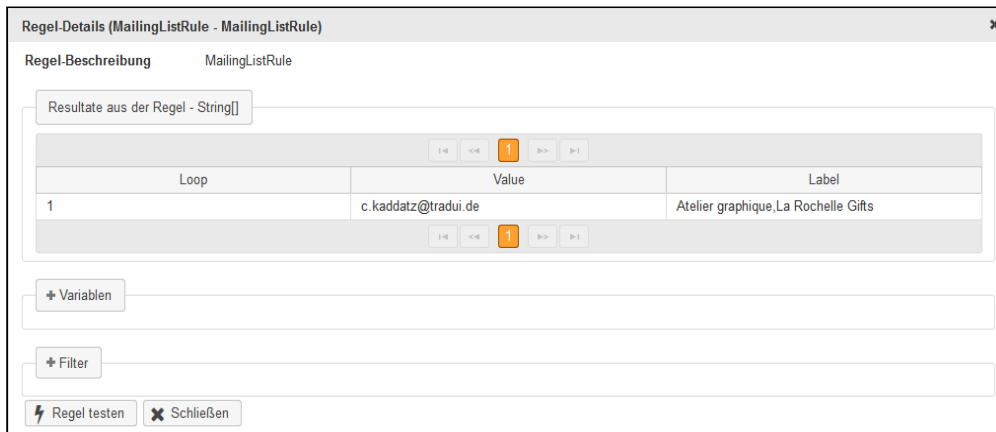 Regel-Details (MailingListRule - MailingListRule)
Regel-Beschreibung MailingListRule
Resultate aus der Regel - String[]
1
Loop Value Label
1 c.kaddatz@tradui.de Atelier graphique,La Rochelle Gifts
1
+ Variablen
+ Filter
Regel testen Schließen